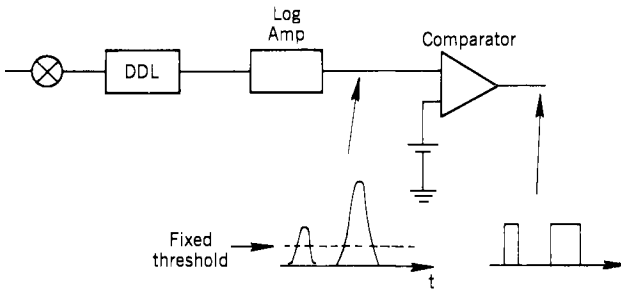 Log
Amp
Comparator
DDL
Fixed
threshold
t